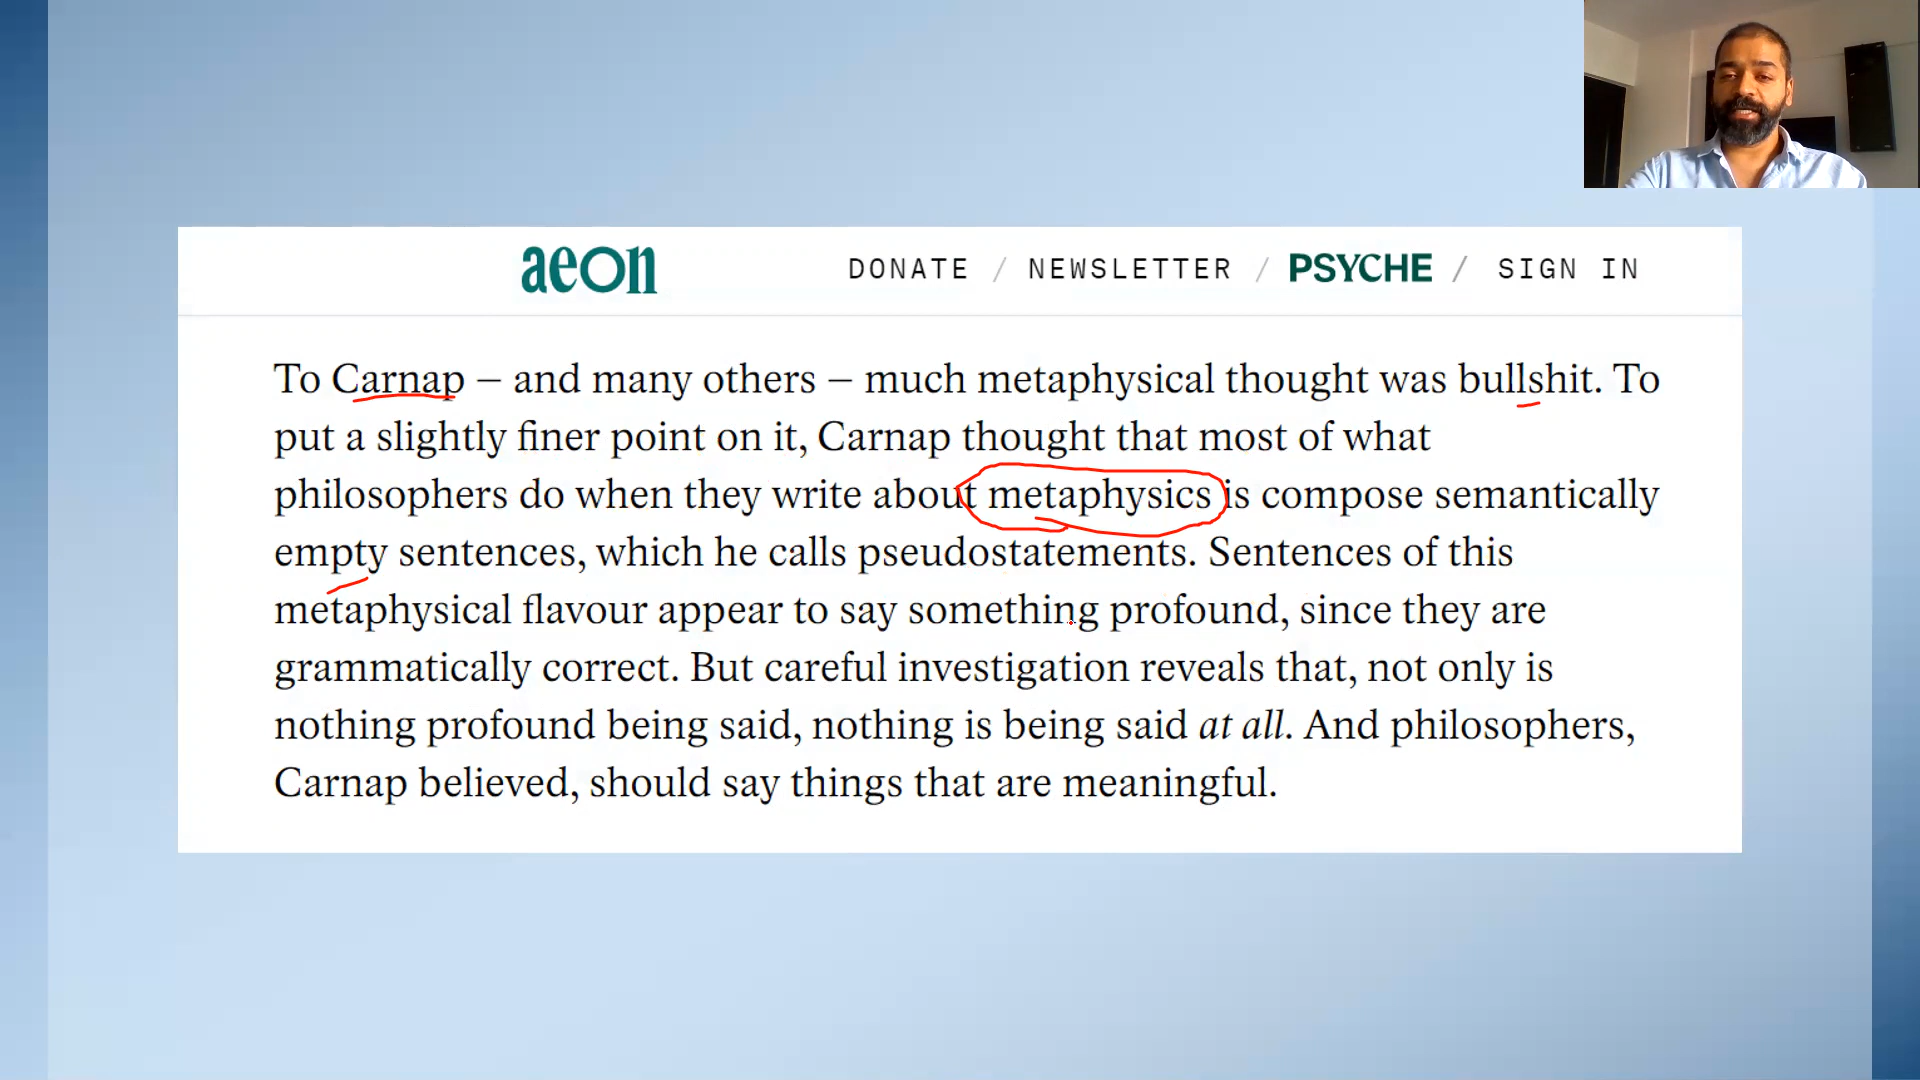 aeon DONATE / NEWSLETTER / PSYCHE / SIGN IN
To Carnap – and many others – much metaphysical thought was bullshit. To
put a slightly finer point on it, Carnap thought that most of what
philosophers do when they write about metaphysics is compose semantically
empty sentences, which he calls pseudostatements. Sentences of this
metaphysical flavour appear to say something profound, since they are
grammatically correct. But careful investigation reveals that, not only is
nothing profound being said, nothing is being said at all. And philosophers,
Carnap believed, should say things that are meaningful.